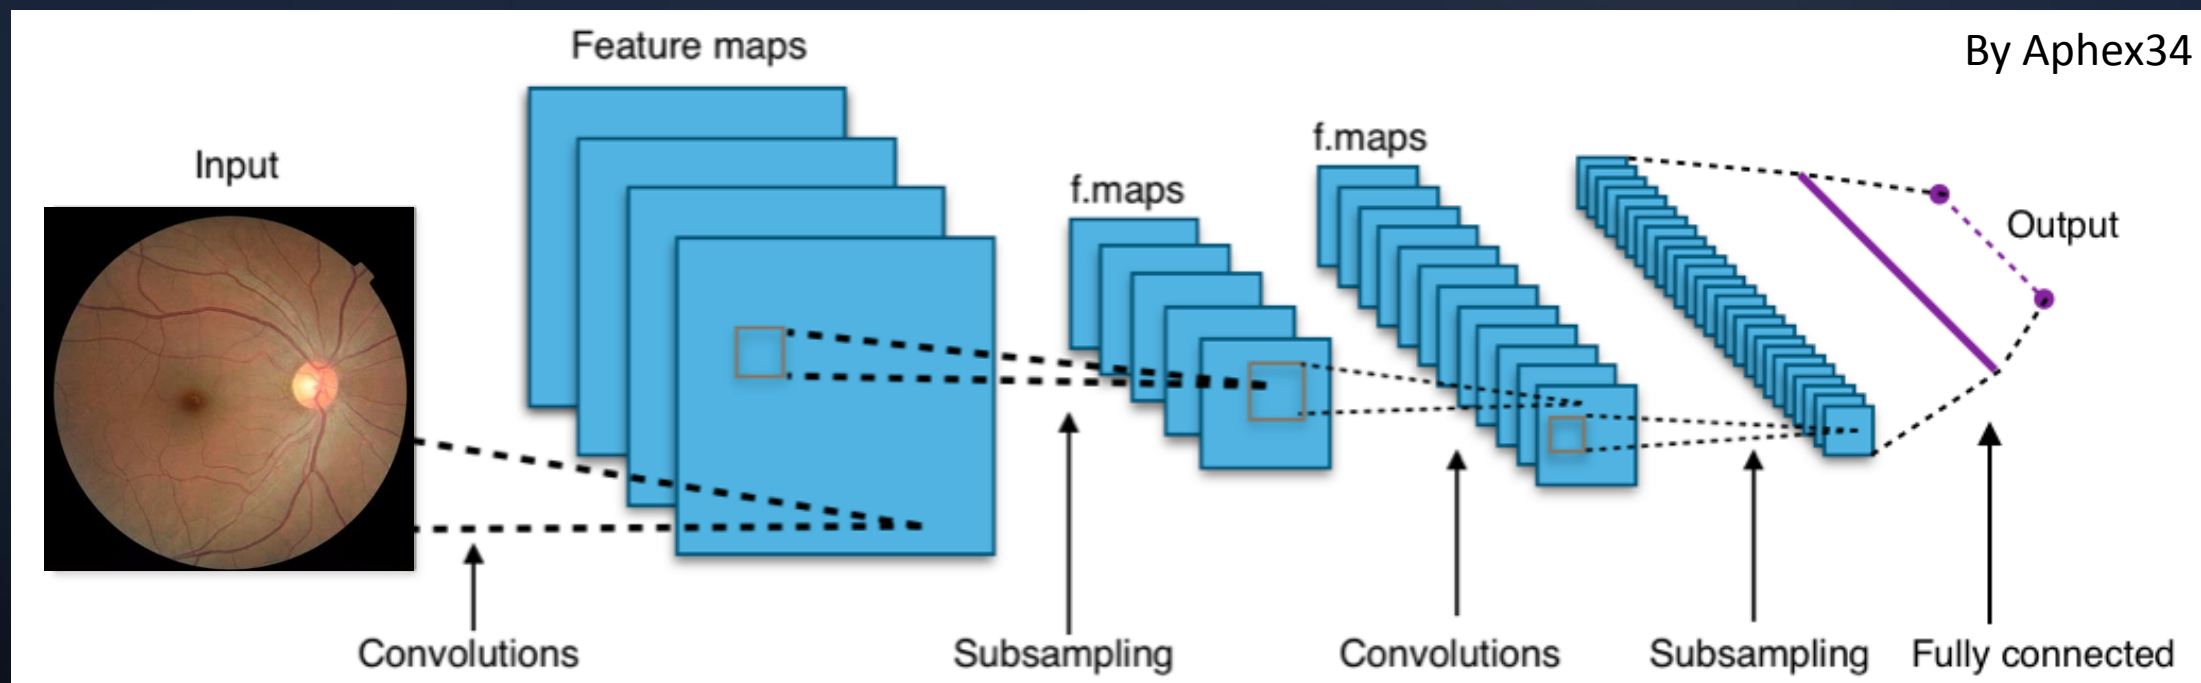 Feature maps
By Aphex34
Input
f.maps
f.maps
Output
Convolutions
Subsampling
Convolutions
Subsampling
Fully connected